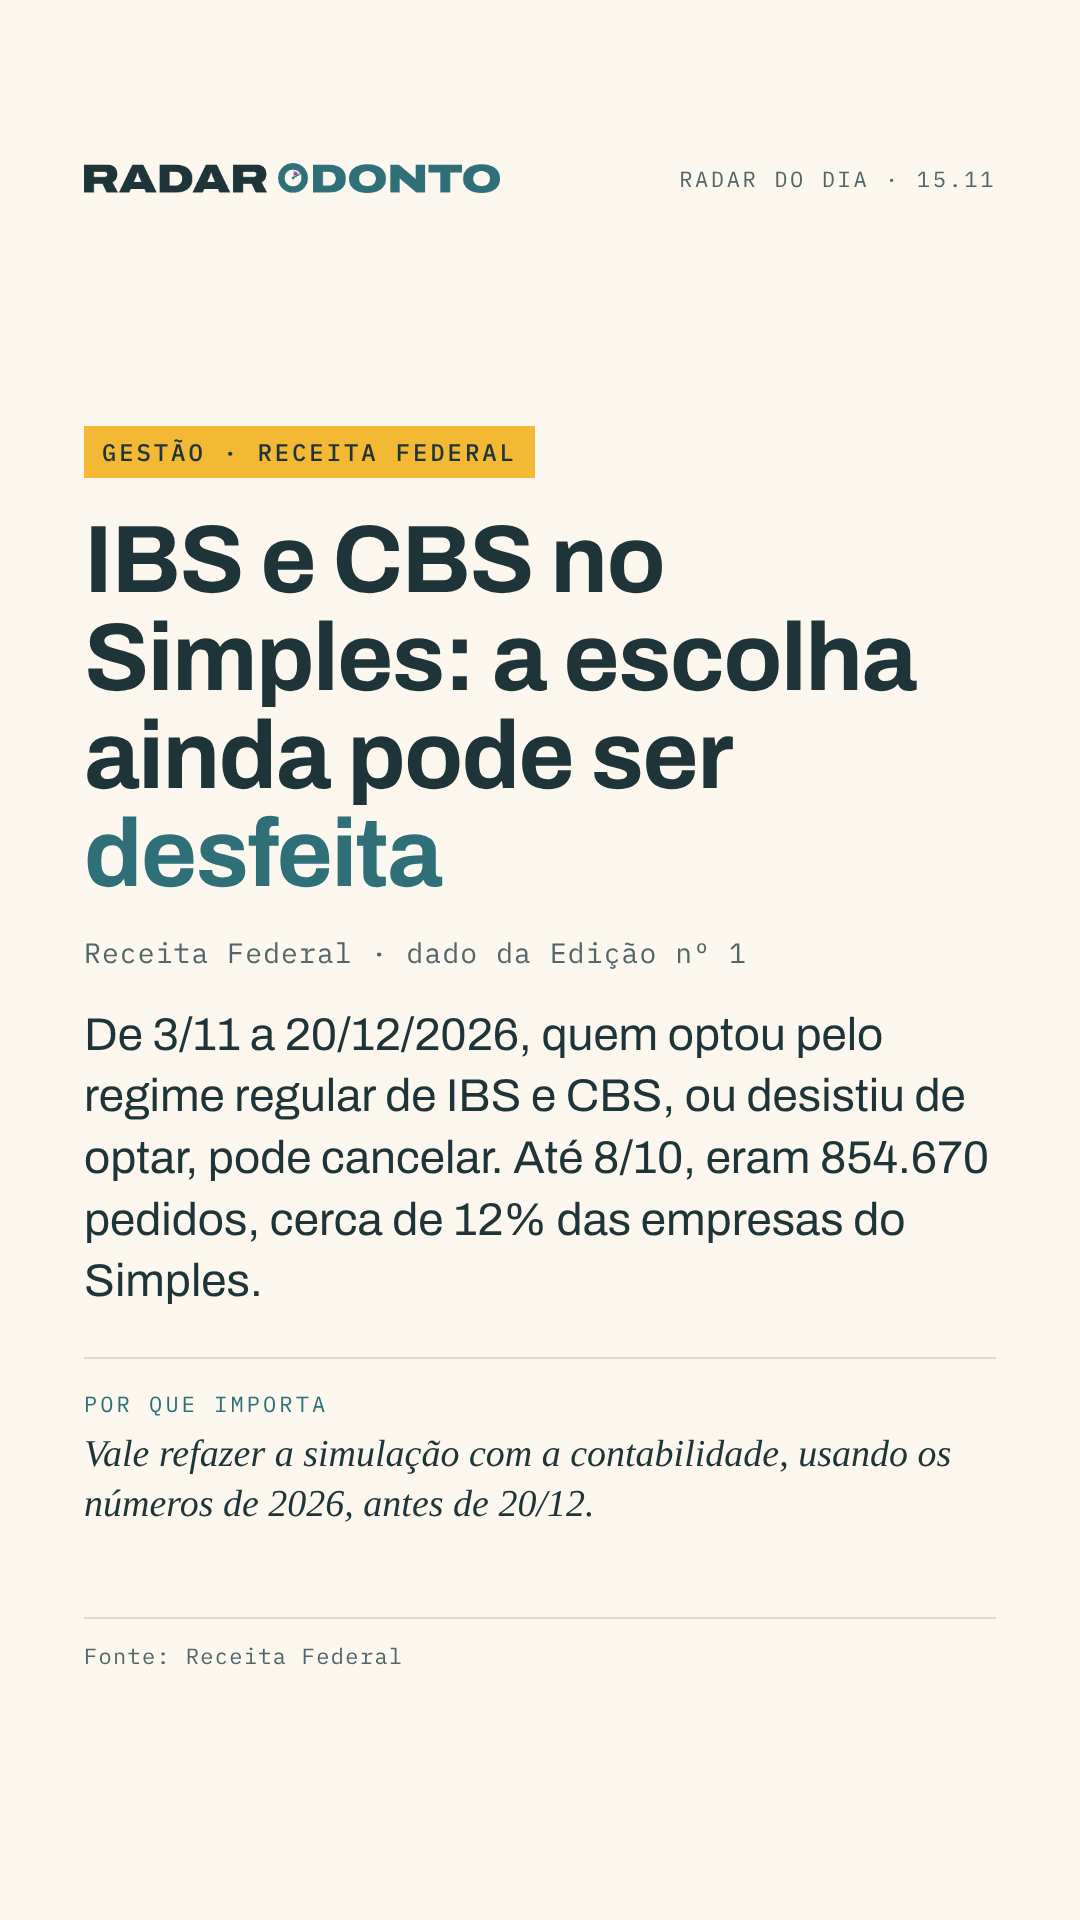 RADAR ODONTO
RADAR DO DIA · 15.11
GESTÃO · RECEITA FEDERAL
IBS e CBS no
Simples: a escolha
ainda pode ser
desfeita
Receita Federal · dado da Edição nº 1
De 3/11 a 20/12/2026, quem optou pelo
regime regular de IBS e CBS, ou desistiu de
optar, pode cancelar. Até 8/10, eram 854.670
pedidos, cerca de 12% das empresas do
Simples.
POR QUE IMPORTA
Vale refazer a simulação com a contabilidade, usando os
números de 2026, antes de 20/12.
Fonte: Receita Federal